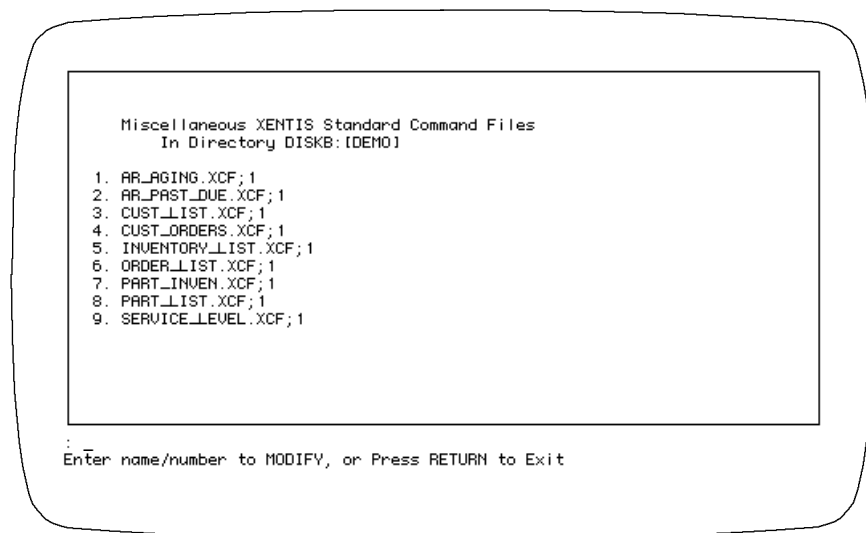 Miscellaneous XENTIS Standard Command Files
In Directory DISKB:[DEMO]
1. AR_AGING.XCF;1
2. AR_PAST_DUE.XCF;1
3. CUST_LIST.XCF;1
4. CUST_ORDERS.XCF;1
5. INVENTORY_LIST.XCF;1
6. ORDER_LIST.XCF;1
7. PART_INVEN.XCF;1
8. PART_LIST.XCF;1
9. SERVICE_LEVEL.XCF;1
: _
Enter name/number to MODIFY, or Press RETURN to Exit